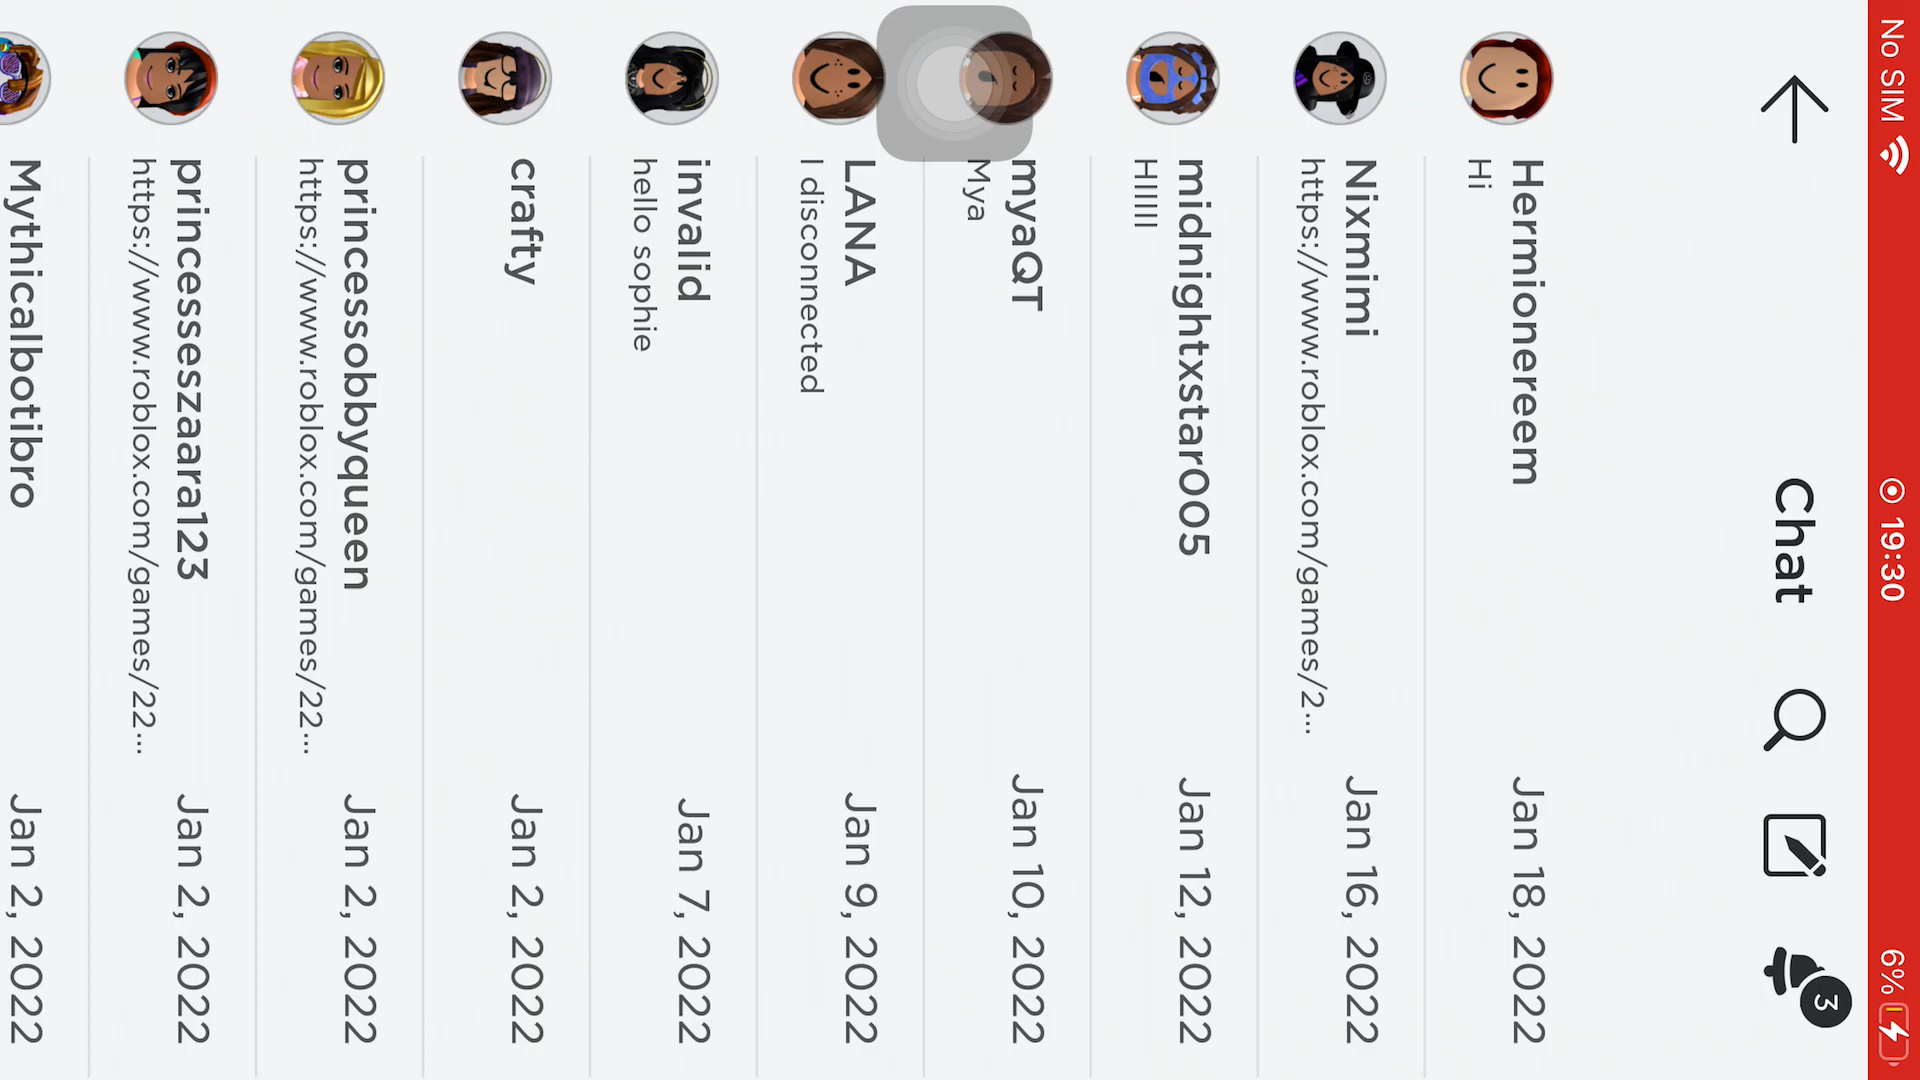 No SIM 19:30 6%
Chat 3
Hermionereem Jan 18, 2022
Hi
Nixmimi Jan 16, 2022
https://www.roblox.com/games/2...
midnightxstar005 Jan 12, 2022
HIIIIII
myaQT Jan 10, 2022
Mya
LANA Jan 9, 2022
I disconnected
invalid Jan 7, 2022
hello sophie
crafty Jan 2, 2022
princessobbyqueen Jan 2, 2022
https://www.roblox.com/games/22...
princesseszaara123 Jan 2, 2022
https://www.roblox.com/games/22...
Mythicalbotibro Jan 2, 2022